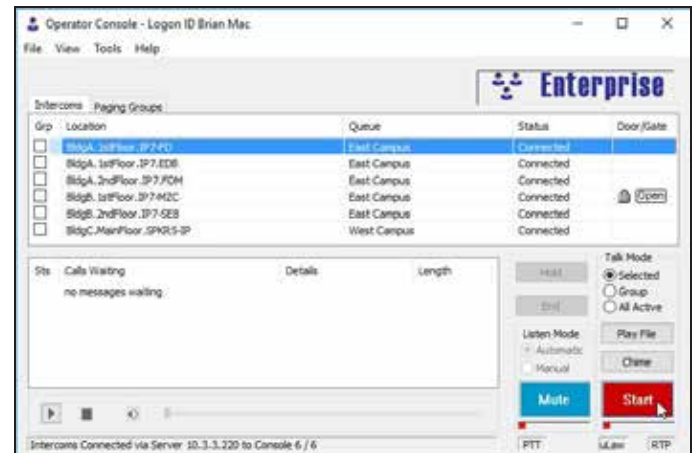 Operator Console - Logon ID Brian Mac
File View Tools Help
Enterprise
Intercoms Paging Groups
Grp Location Queue Status Door/Gate
BldgA.1stFloor.IP7-FD East Campus Connected
BldgA.1stFloor.IP7.EDB East Campus Connected
BldgA.2ndFloor.IP7.FDM East Campus Connected
BldgB.1stFloor.IP7-MZC East Campus Connected Open
BldgB.2ndFloor.IP7-SEB East Campus Connected
BldgC.MainFloor.SPKRS-IP West Campus Connected
Sts Calls Waiting Details Length
no messages waiting
Hold
End
Talk Mode
Selected
Group
All Active
Listen Mode
Automatic
Manual
Play File
Chime
Mute Start
Intercoms Connected via Server 10.3.3.220 to Console 6 / 6 PTT uLaw RTP